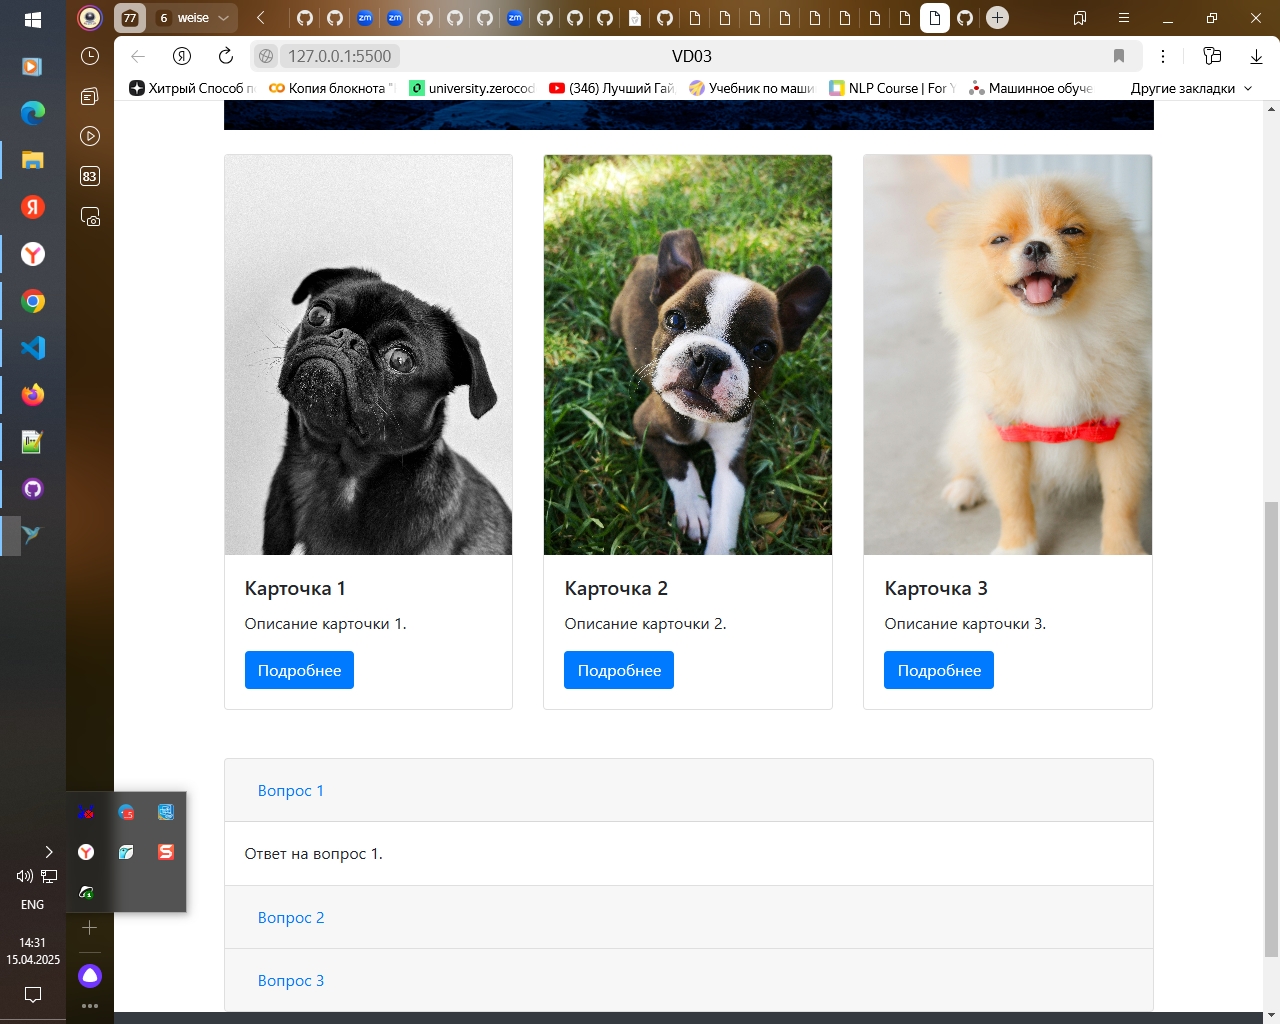 77
6 weise
127.0.0.1:5500
VD03
Хитрый Способ п
Копия блокнота "
university.zerocod
(346) Лучший Гай
Учебник по маши
NLP Course | For Y
Машинное обуче
Другие закладки
83
Карточка 1
Описание карточки 1.
Подробнее
Карточка 2
Описание карточки 2.
Подробнее
Карточка 3
Описание карточки 3.
Подробнее
Вопрос 1
Ответ на вопрос 1.
Вопрос 2
Вопрос 3
ENG
14:31
15.04.2025